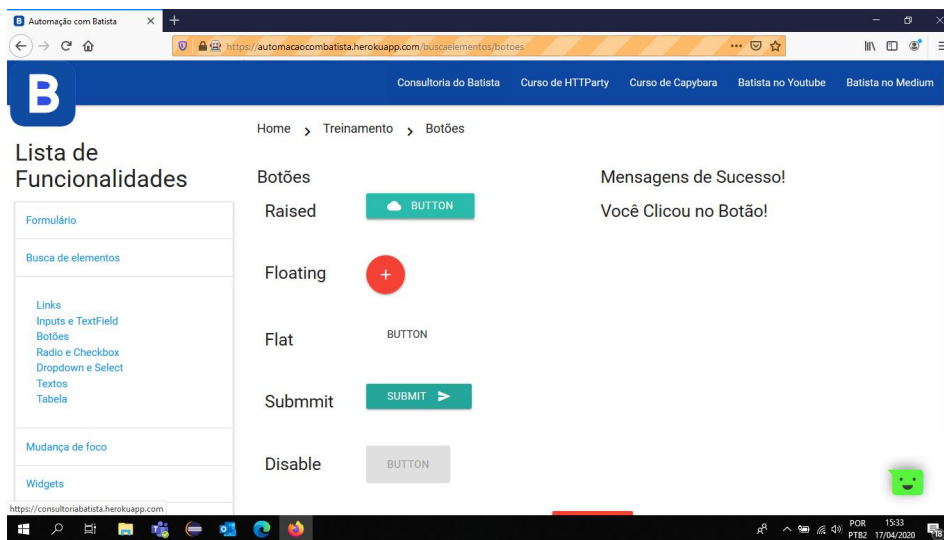 B Automação com Batista
https://automacaocombatista.herokuapp.com/buscaelementos/botoes
B
Consultoria do Batista Curso de HTTParty Curso de Capybara Batista no Youtube Batista no Medium
Home Treinamento Botões
Lista de
Funcionalidades
Formulário
Busca de elementos
Links
Inputs e TextField
Botões
Radio e Checkbox
Dropdown e Select
Textos
Tabela
Mudança de foco
Widgets
Botões
Raised BUTTON
Floating +
Flat BUTTON
Submmit SUBMIT
Disable BUTTON
Mensagens de Sucesso!
Você Clicou no Botão!
https://consultoriabatista.herokuapp.com
POR 15:33
PTB2 17/04/2020